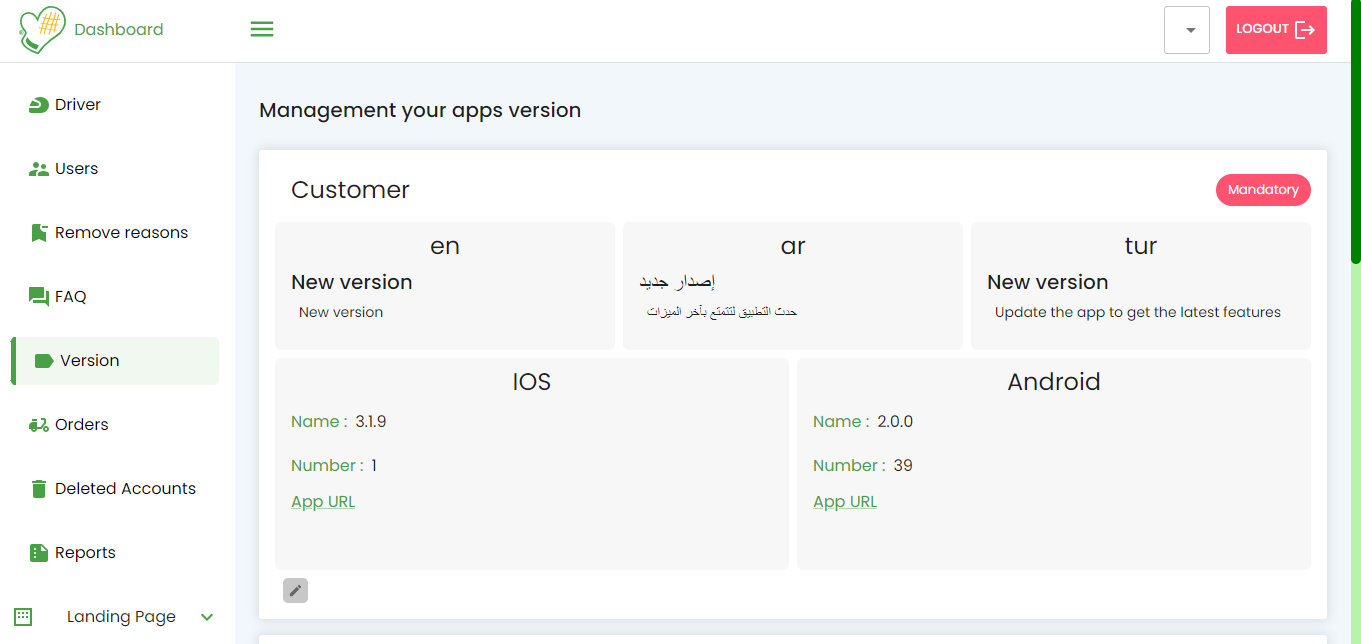 Dashboard
LOGOUT
Driver
Users
Remove reasons
FAQ
Version
Orders
Deleted Accounts
Reports
Landing Page
Management your apps version
Customer
Mandatory
en
New version
New version
ar
إصدار جديد
حدث التطبيق لتتمتع بآخر الميزات
tur
New version
Update the app to get the latest features
IOS
Name : 3.1.9
Number : 1
App URL
Android
Name : 2.0.0
Number : 39
App URL